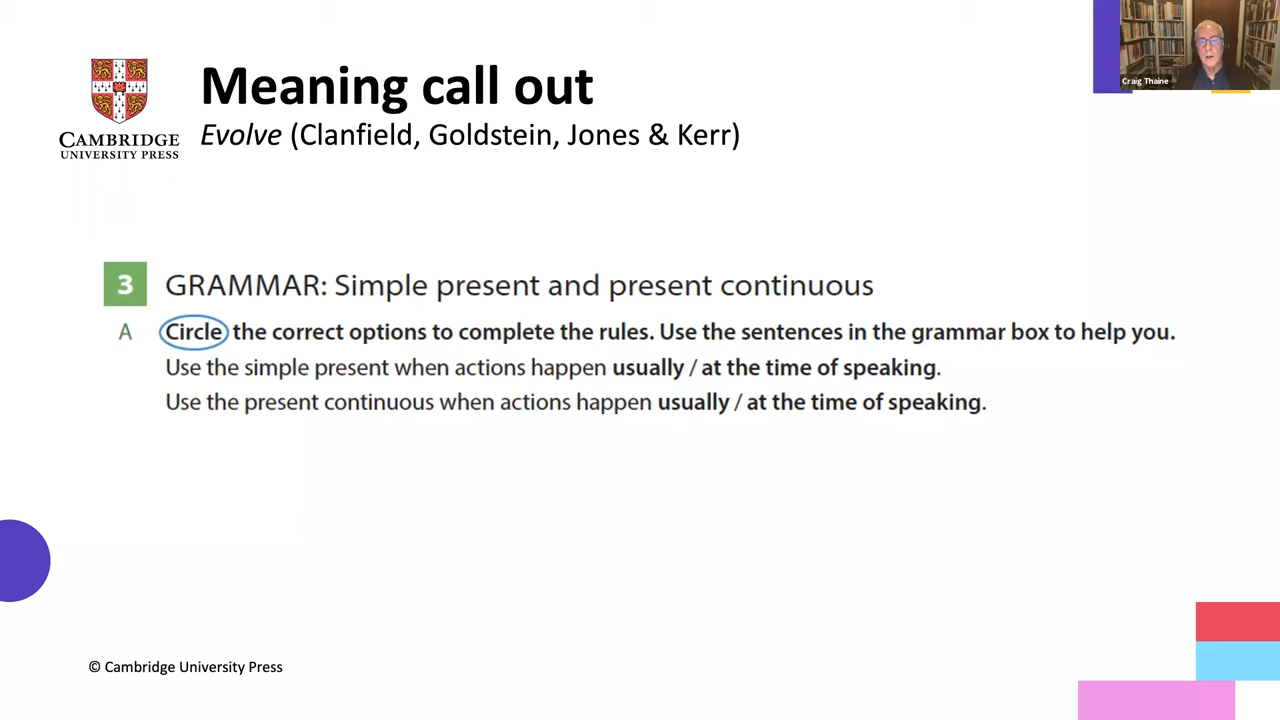 Meaning call out
Evolve (Clanfield, Goldstein, Jones & Kerr)
CAMBRIDGE
UNIVERSITY PRESS
Craig Thaine
3 GRAMMAR: Simple present and present continuous
A Circle the correct options to complete the rules. Use the sentences in the grammar box to help you.
Use the simple present when actions happen usually / at the time of speaking.
Use the present continuous when actions happen usually / at the time of speaking.
© Cambridge University Press